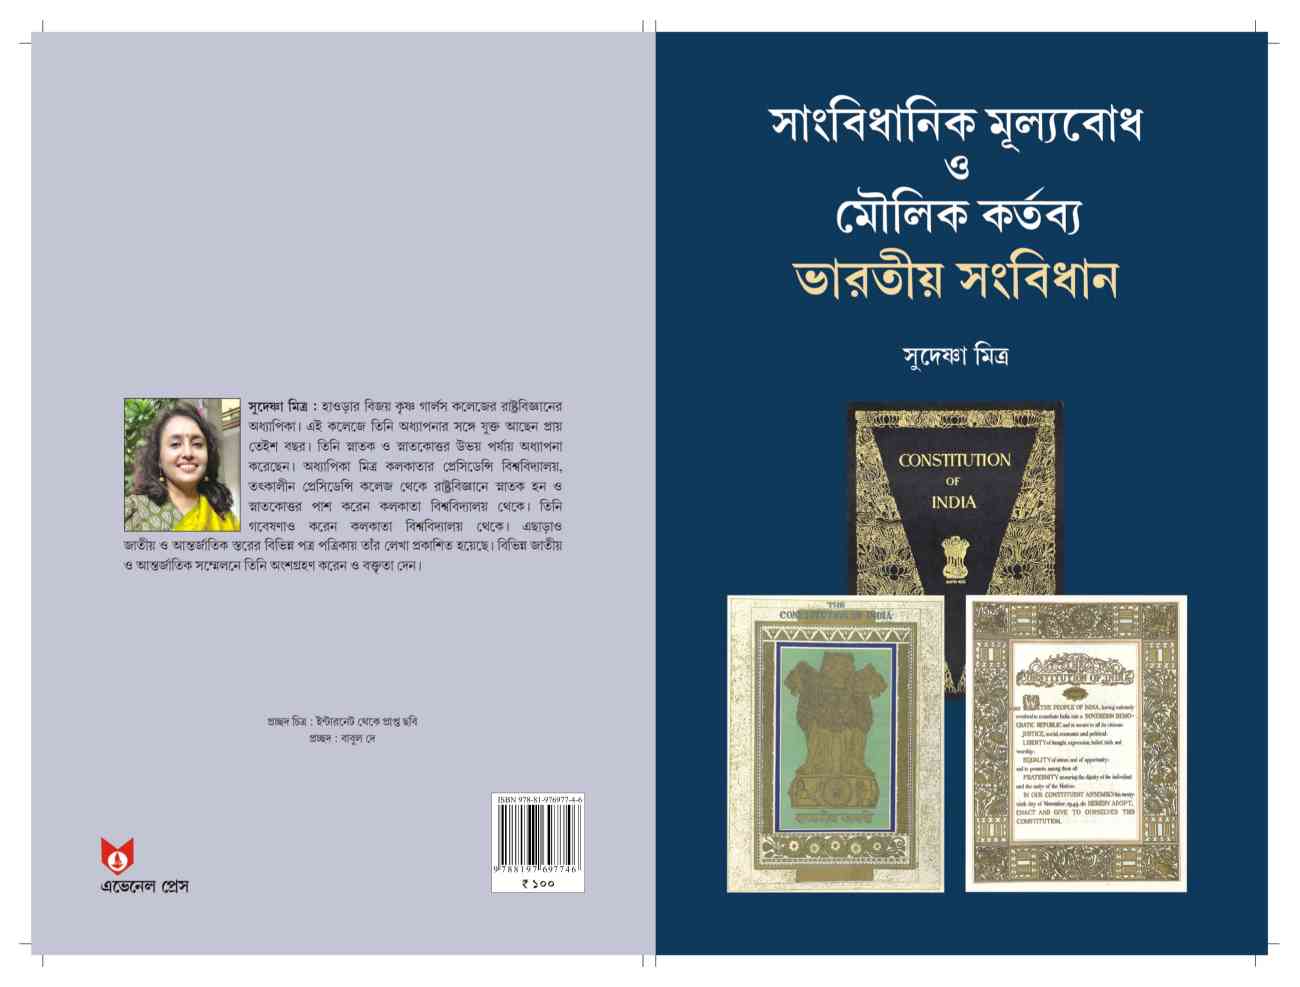 সুদেষ্ণা মিত্র : হাওড়ার বিজয় কৃষ্ণ গার্লস কলেজের রাষ্ট্রবিজ্ঞানের
অধ্যাপিকা। এই কলেজে তিনি অধ্যাপনার সঙ্গে যুক্ত আছেন প্রায়
তেইশ বছর। তিনি স্নাতক ও স্নাতকোত্তর উভয় পর্যায় অধ্যাপনা
করেছেন। অধ্যাপিকা মিত্র কলকাতার প্রেসিডেন্সি বিশ্ববিদ্যালয়,
তৎকালীন প্রেসিডেন্সি কলেজ থেকে রাষ্ট্রবিজ্ঞানে স্নাতক হন ও
স্নাতকোত্তর পাশ করেন কলকাতা বিশ্ববিদ্যালয় থেকে। তিনি
গবেষণাও করেন কলকাতা বিশ্ববিদ্যালয় থেকে। এছাড়াও
জাতীয় ও আন্তর্জাতিক স্তরের বিভিন্ন পত্র পত্রিকায় তাঁর লেখা প্রকাশিত হয়েছে। বিভিন্ন জাতীয়
ও আন্তর্জাতিক সম্মেলনে তিনি অংশগ্রহণ করেন ও বক্তৃতা দেন।
প্রচ্ছদ চিত্র : ইন্টারনেট থেকে প্রাপ্ত ছবি
প্রচ্ছদ : বাবুল দে
ISBN 978-81-976977-4-6
9 788197 697746
₹ ১০০
এভেনেল প্রেস
সাংবিধানিক মূল্যবোধ
ও
মৌলিক কর্তব্য
ভারতীয় সংবিধান
সুদেষ্ণা মিত্র
CONSTITUTION
OF
INDIA
THE
CONSTITUTION OF INDIA
CONSTITUTION OF INDIA
WE THE PEOPLE OF INDIA, having solemnly
resolved to constitute India into a SOVEREIGN DEMO-
CRATIC REPUBLIC and to secure to all its citizens:
JUSTICE, social, economic and political;
LIBERTY of thought, expression, belief, faith and
worship;
EQUALITY of status and of opportunity;
and to promote among them all
FRATERNITY assuring the dignity of the individual
and the unity of the Nation;
IN OUR CONSTITUENT ASSEMBLY this twenty-
sixth day of November, 1949, do HEREBY ADOPT,
ENACT AND GIVE TO OURSELVES THIS
CONSTITUTION.